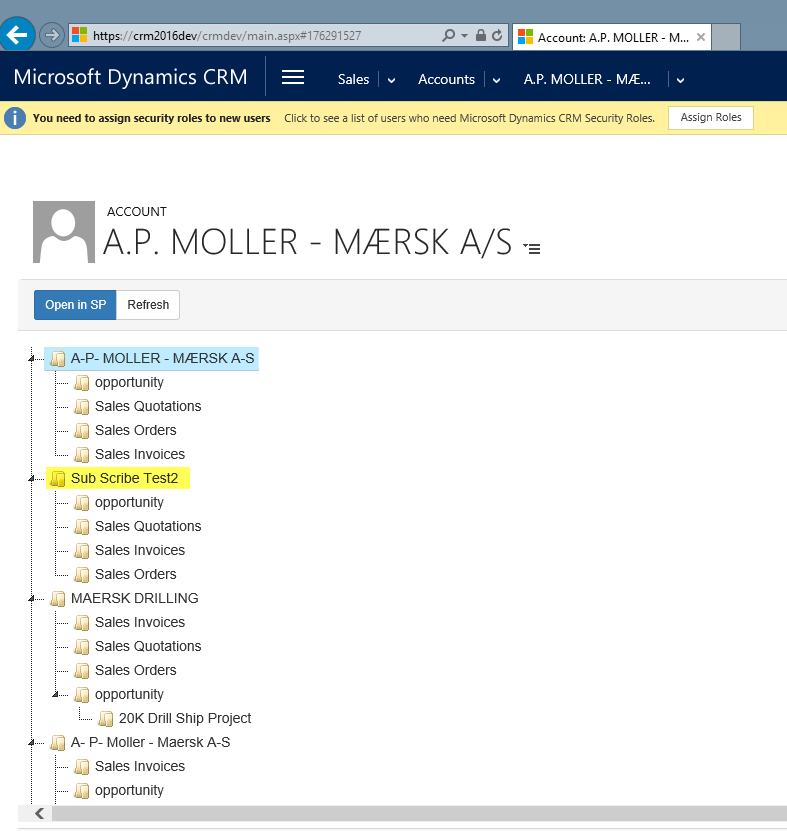 https://crm2016dev/crmdev/main.aspx#176291527
Account: A.P. MOLLER - M...
Microsoft Dynamics CRM
Sales
Accounts
A.P. MOLLER - MÆ...
You need to assign security roles to new users Click to see a list of users who need Microsoft Dynamics CRM Security Roles. Assign Roles
ACCOUNT
A.P. MOLLER - MÆRSK A/S
Open in SP Refresh
A-P- MOLLER - MÆRSK A-S
opportunity
Sales Quotations
Sales Orders
Sales Invoices
Sub Scribe Test2
opportunity
Sales Quotations
Sales Invoices
Sales Orders
MAERSK DRILLING
Sales Invoices
Sales Quotations
Sales Orders
opportunity
20K Drill Ship Project
A- P- Moller - Maersk A-S
Sales Invoices
opportunity